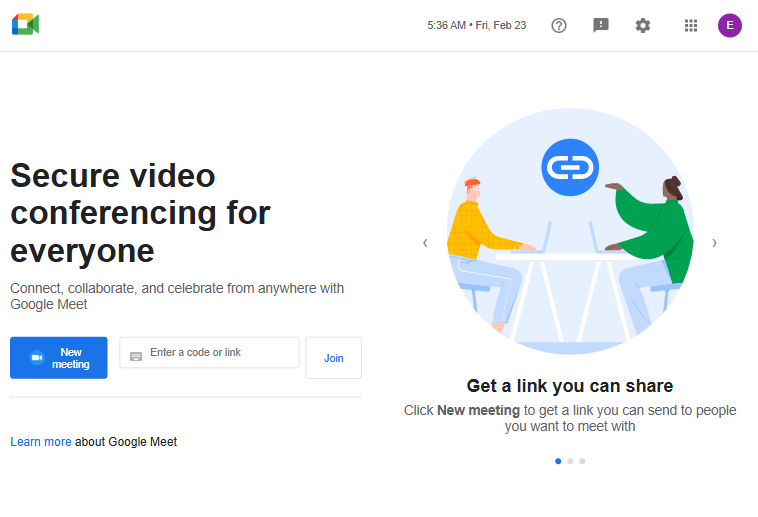 5:36 AM • Fri, Feb 23
E
Secure video
conferencing for
everyone
Connect, collaborate, and celebrate from anywhere with
Google Meet
New
meeting
Enter a code or link
Join
Learn more about Google Meet
Get a link you can share
Click New meeting to get a link you can send to people
you want to meet with